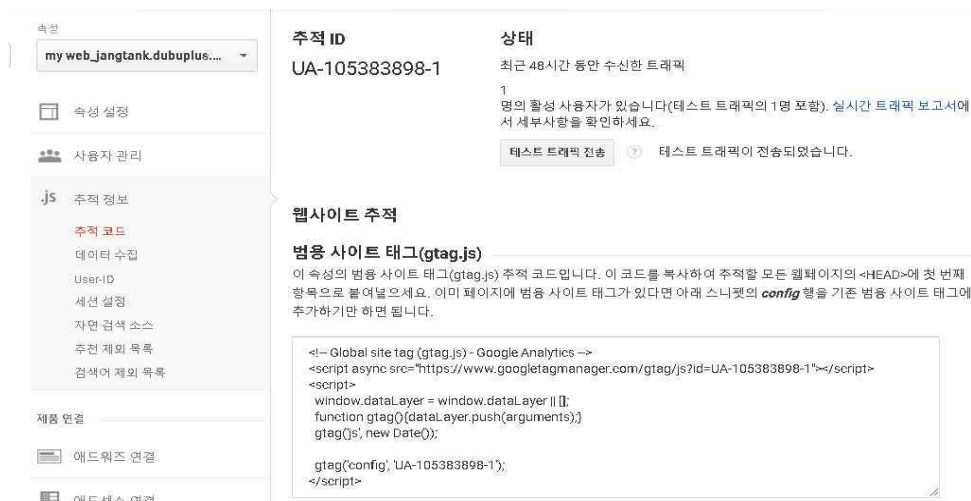 속성
my web_jangtank.dubuplus....
속성 설정
사용자 관리
.js 추적 정보
추적 코드
데이터 수집
User-ID
세션 설정
자연 검색 소스
추천 제외 목록
검색어 제외 목록
제품 연결
애드워즈 연결
애드센스 연결
추적 ID
UA-105383898-1
상태
최근 48시간 동안 수신한 트래픽
1
명의 활성 사용자가 있습니다(테스트 트래픽의 1명 포함). 실시간 트래픽 보고서에
서 세부사항을 확인하세요.
테스트 트래픽 전송 ? 테스트 트래픽이 전송되었습니다.
웹사이트 추적
범용 사이트 태그(gtag.js)
이 속성의 범용 사이트 태그(gtag.js) 추적 코드입니다. 이 코드를 복사하여 추적할 모든 웹페이지의 <HEAD>에 첫 번째
항목으로 붙여넣으세요. 이미 페이지에 범용 사이트 태그가 있다면 아래 스니펫의 config 행을 기존 범용 사이트 태그에
추가하기만 하면 됩니다.
<!-- Global site tag (gtag.js) - Google Analytics -->
<script async src="https://www.googletagmanager.com/gtag/js?id=UA-105383898-1"></script>
<script>
window.dataLayer = window.dataLayer || [];
function gtag(){dataLayer.push(arguments);}
gtag('js', new Date());
gtag('config', 'UA-105383898-1');
</script>